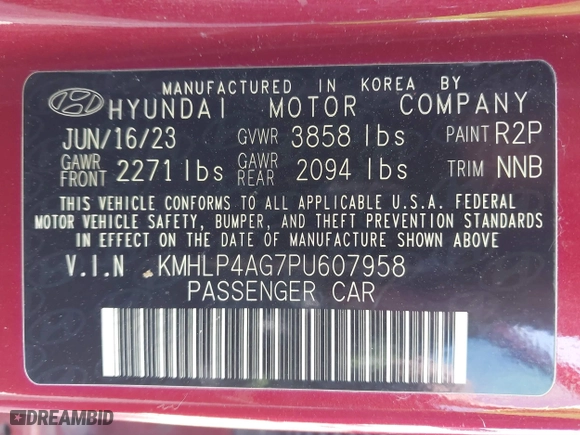 MANUFACTURED IN KOREA BY
HYUNDAI MOTOR COMPANY
JUN/16/23 GVWR 3858 lbs PAINT R2P
GAWR FRONT 2271 lbs GAWR REAR 2094 lbs TRIM NNB
THIS VEHICLE CONFORMS TO ALL APPLICABLE U.S.A. FEDERAL
MOTOR VEHICLE SAFETY, BUMPER, AND THEFT PREVENTION STANDARDS
IN EFFECT ON THE DATE OF MANUFACTURE SHOWN ABOVE
V.I.N KMHLP4AG7PU607958
PASSENGER CAR
DREAMBID